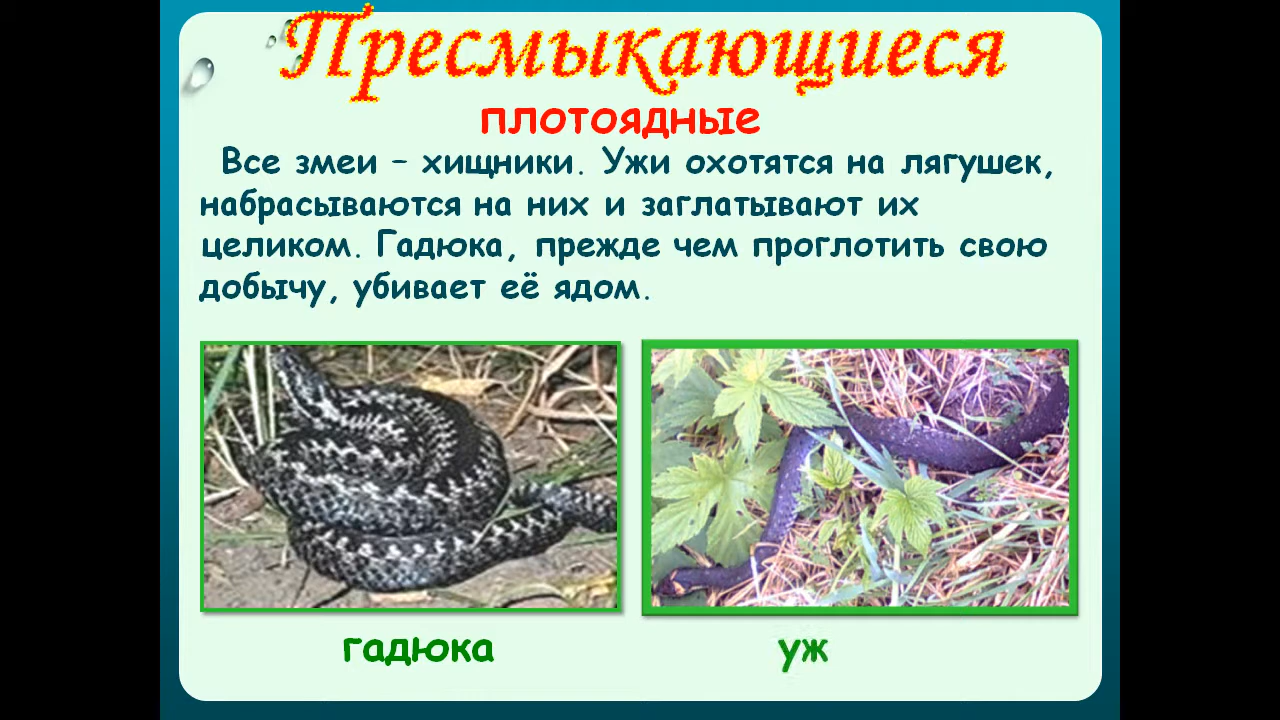 Пресмыкающиеся
плотоядные
Все змеи – хищники. Ужи охотятся на лягушек,
набрасываются на них и заглатывают их
целиком. Гадюка, прежде чем проглотить свою
добычу, убивает её ядом.
гадюка
уж